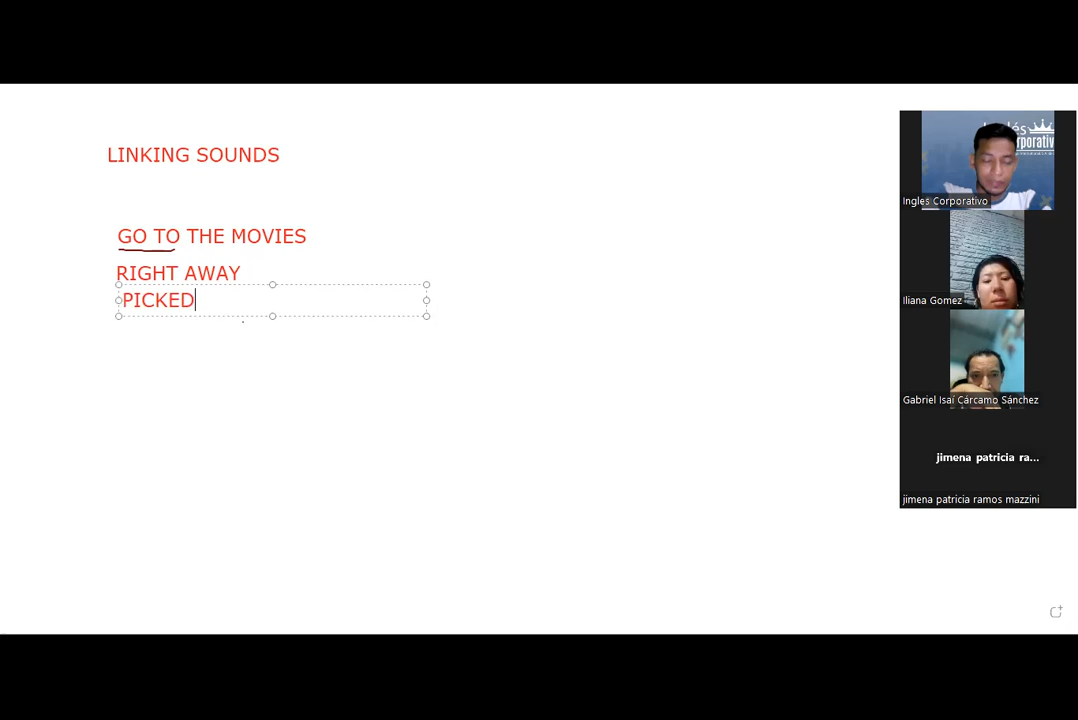 LINKING SOUNDS
GO TO THE MOVIES
RIGHT AWAY
PICKED
Ingles Corporativo
Iliana Gomez
Gabriel Isaí Cárcamo Sánchez
jimena patricia ra...
jimena patricia ramos mazzini